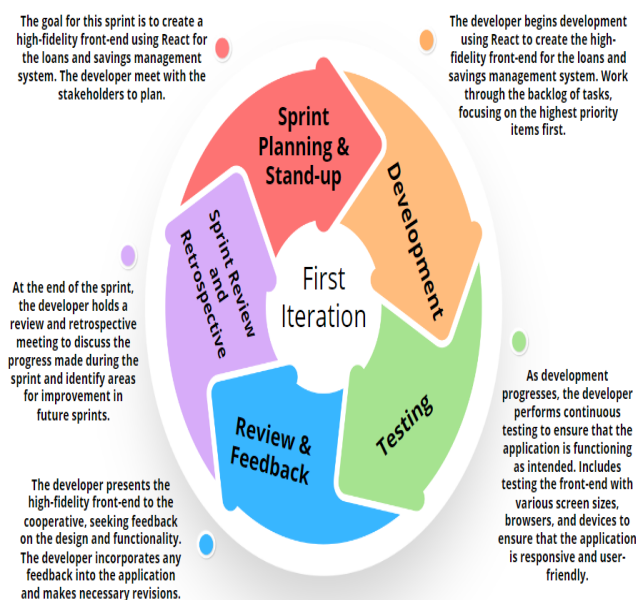 The goal for this sprint is to create a
high-fidelity front-end using React for
the loans and savings management
system. The developer meet with the
stakeholders to plan.
The developer begins development
using React to create the high-
fidelity front-end for the loans and
savings management system. Work
through the backlog of tasks,
focusing on the highest priority
items first.
Sprint
Planning &
Stand-up
Development
Sprint Review
and
Retrospective
First
Iteration
At the end of the sprint,
the developer holds a
review and retrospective
meeting to discuss the
progress made during the
sprint and identify areas
for improvement in
future sprints.
Testing
As development
progresses, the developer
performs continuous
testing to ensure that the
application is functioning
as intended. Includes
testing the front-end with
various screen sizes,
browsers, and devices to
ensure that the application
is responsive and user-
friendly.
Review &
Feedback
The developer presents the
high-fidelity front-end to the
cooperative, seeking feedback
on the design and functionality.
The developer incorporates any
feedback into the application
and makes necessary revisions.